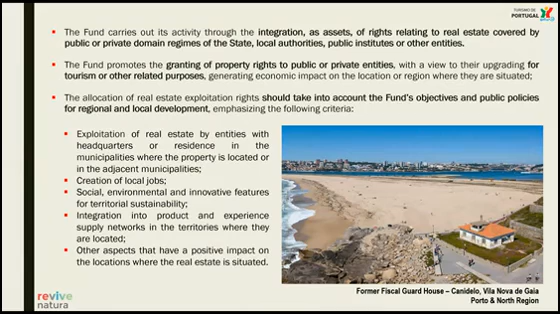 TURISMO DE
PORTUGAL
The Fund carries out its activity through the integration, as assets, of rights relating to real estate covered by
public or private domain regimes of the State, local authorities, public institutes or other entities.
The Fund promotes the granting of property rights to public or private entities, with a view to their upgrading for
tourism or other related purposes, generating economic impact on the location or region where they are situated;
The allocation of real estate exploitation rights should take into account the Fund's objectives and public policies
for regional and local development, emphasizing the following criteria:
Exploitation of real estate by entities with
headquarters or residence in the
municipalities where the property is located or
in the adjacent municipalities;
Creation of local jobs;
Social, environmental and innovative features
for territorial sustainability;
Integration into product and experience
supply networks in the territories where they
are located;
Other aspects that have a positive impact on
the locations where the real estate is situated.
Former Fiscal Guard House – Canidelo, Vila Nova de Gaia
Porto & North Region
revive
natura